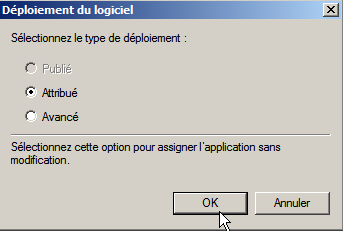 Déploiement du logiciel
Sélectionnez le type de déploiement :
Publié
Attribué
Avancé
Sélectionnez cette option pour assigner l'application sans
modification.
OK
Annuler